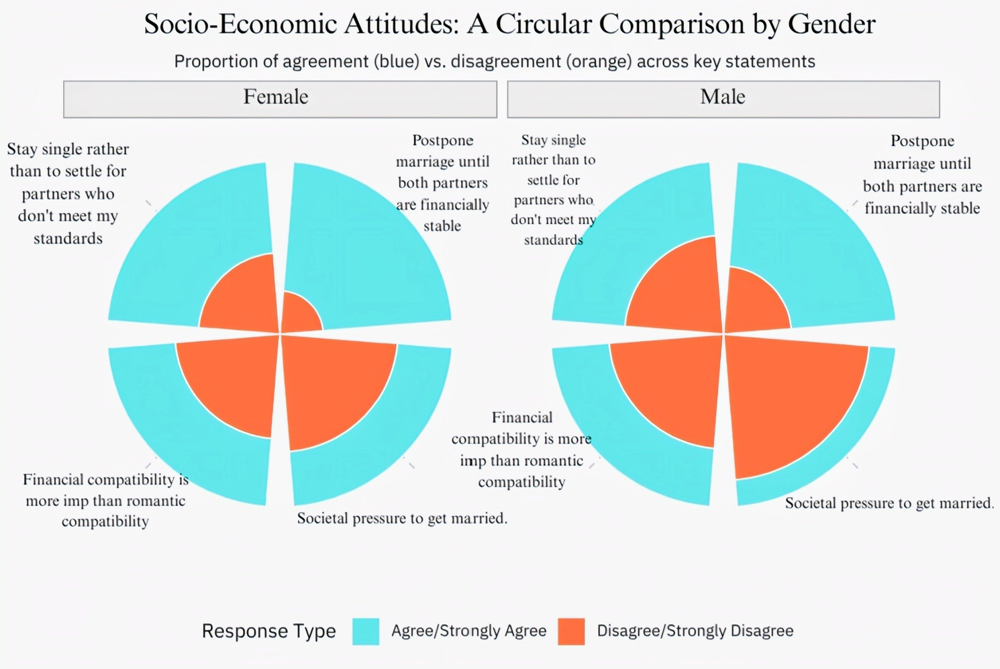 Socio-Economic Attitudes: A Circular Comparison by Gender
Proportion of agreement (blue) vs. disagreement (orange) across key statements
Female
Stay single rather
than to settle for
partners who
don't meet my
standards
Postpone
marriage until
both partners
are financially
stable
Financial compatibility is
more imp than romantic
compatibility
Societal pressure to get married.
Male
Stay single
rather than to
settle for
partners who
don't meet my
standards
Postpone
marriage until
both partners are
financially stable
Financial
compatibility is more
imp than romantic
compatibility
Societal pressure to get married.
Response Type
Agree/Strongly Agree
Disagree/Strongly Disagree